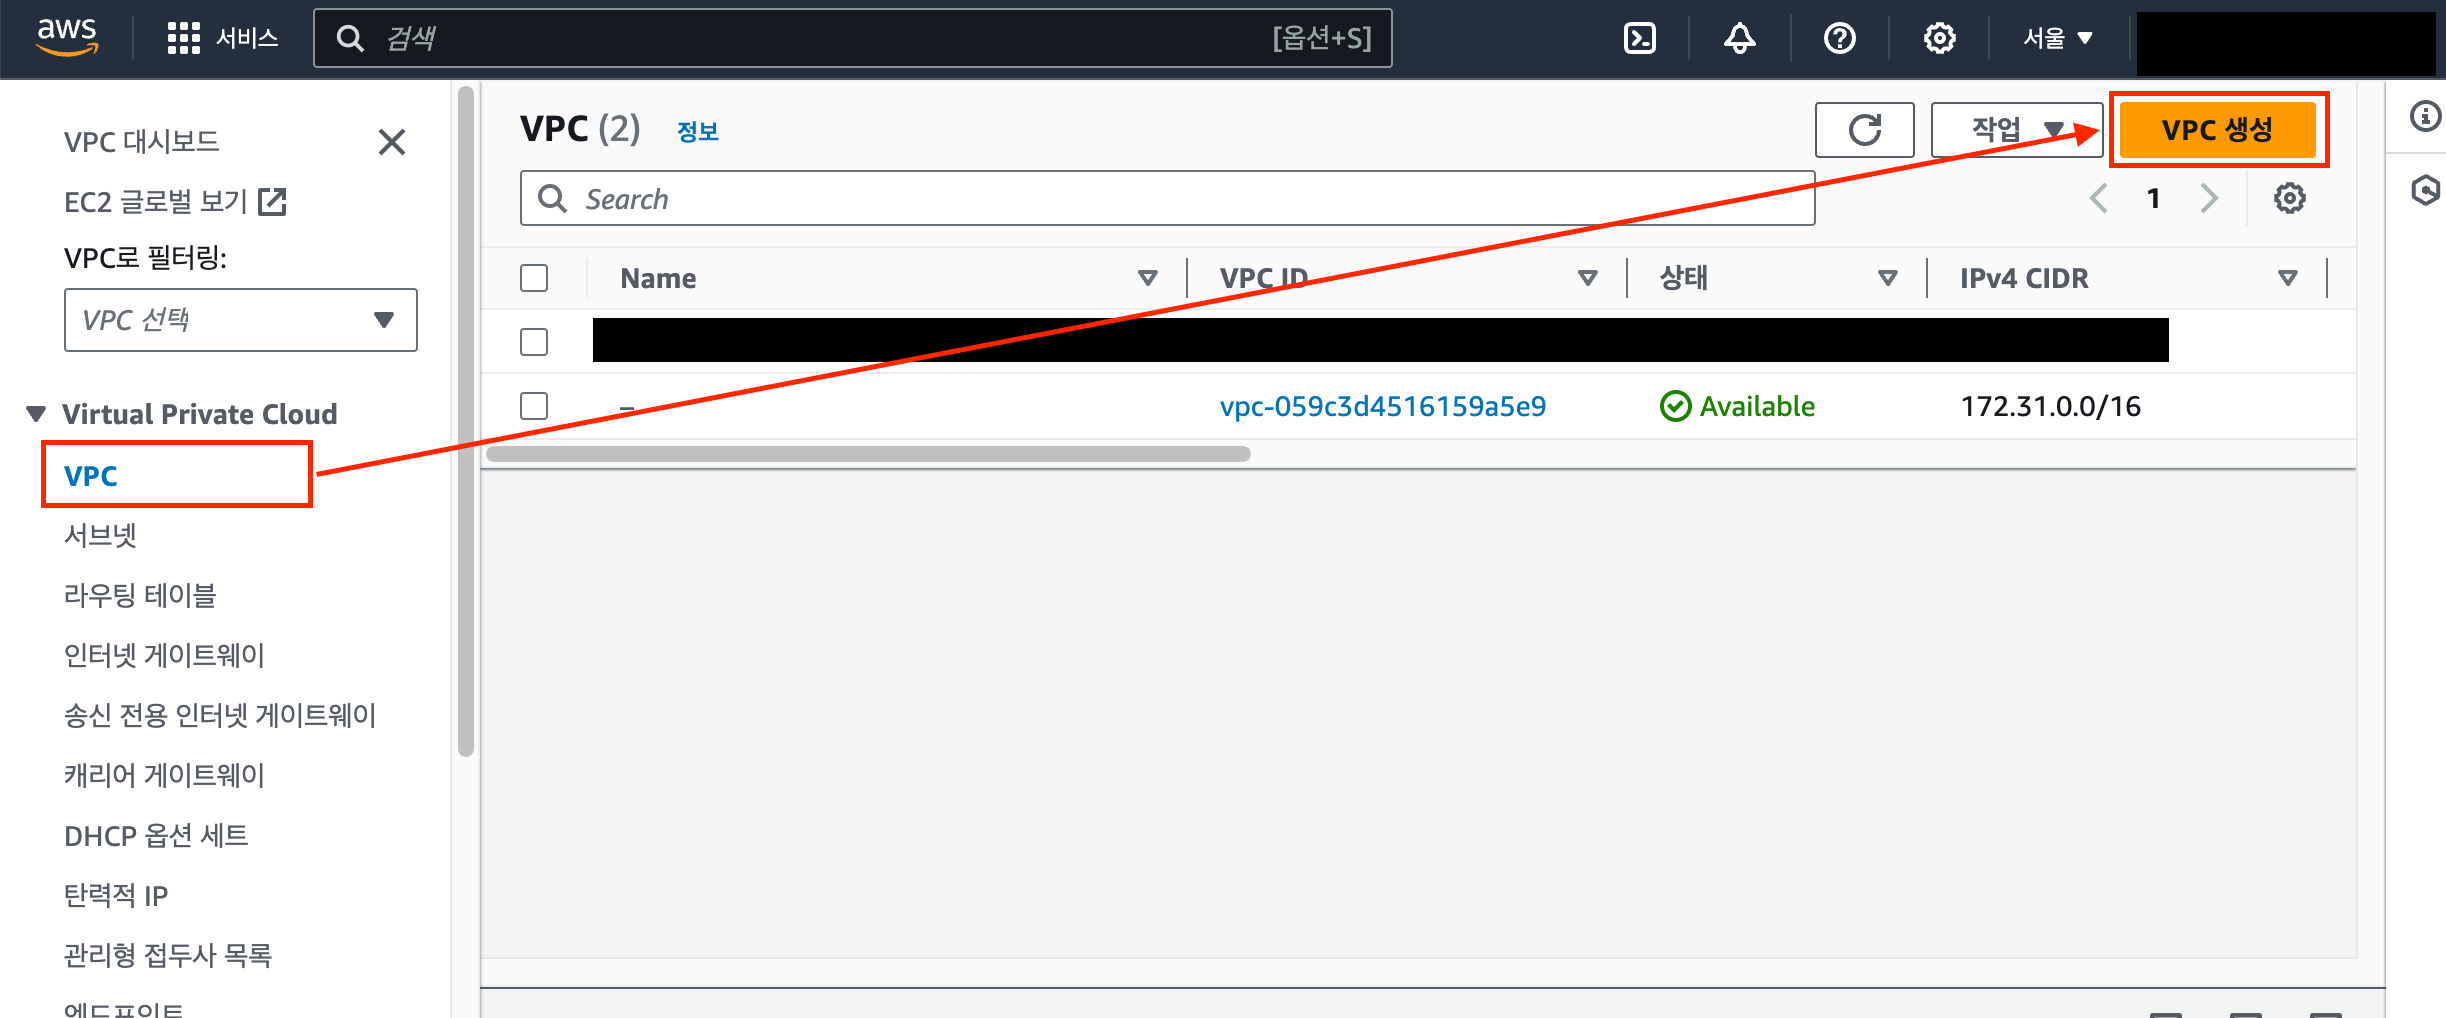 aws 서비스 검색 [옵션+S] 서울
VPC 대시보드
EC2 글로벌 보기
VPC로 필터링:
VPC 선택
Virtual Private Cloud
VPC
서브넷
라우팅 테이블
인터넷 게이트웨이
송신 전용 인터넷 게이트웨이
캐리어 게이트웨이
DHCP 옵션 세트
탄력적 IP
관리형 접두사 목록
엔드포인트
VPC (2) 정보 작업 VPC 생성
Search 1
Name VPC ID 상태 IPv4 CIDR
– vpc-059c3d4516159a5e9 Available 172.31.0.0/16